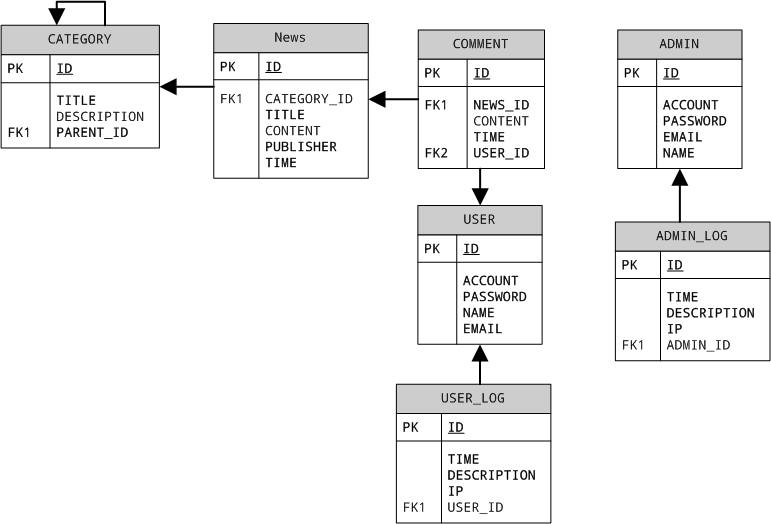 CATEGORY
PK ID
TITLE
DESCRIPTION
FK1 PARENT_ID
News
PK ID
FK1 CATEGORY_ID
TITLE
CONTENT
PUBLISHER
TIME
COMMENT
PK ID
FK1 NEWS_ID
CONTENT
TIME
FK2 USER_ID
ADMIN
PK ID
ACCOUNT
PASSWORD
EMAIL
NAME
USER
PK ID
ACCOUNT
PASSWORD
NAME
EMAIL
ADMIN_LOG
PK ID
TIME
DESCRIPTION
IP
FK1 ADMIN_ID
USER_LOG
PK ID
TIME
DESCRIPTION
IP
FK1 USER_ID